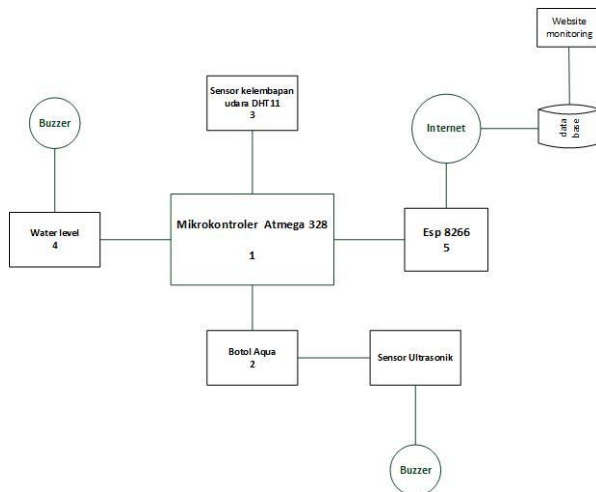 Website
monitoring
Sensor kelembapan
udara DHT11
3
Buzzer
Internet
data
base
Mikrokontroler Atmega 328
1
Water level
4
Esp 8266
5
Botol Aqua
2
Sensor Ultrasonik
Buzzer